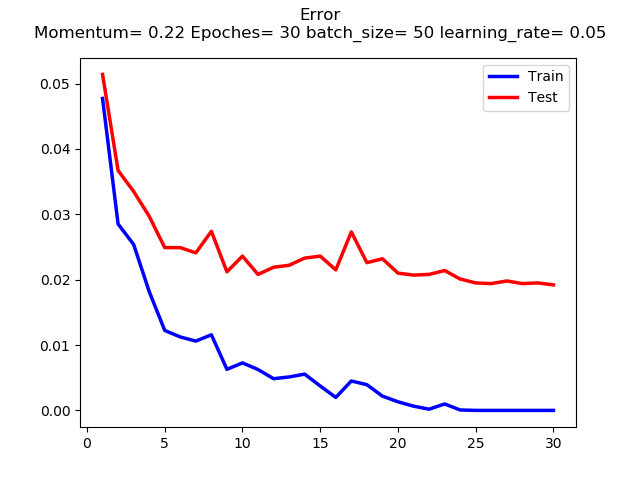 Error
Momentum= 0.22 Epoches= 30 batch_size= 50 learning_rate= 0.05
Train
Test
0.05
0.04
0.03
0.02
0.01
0.00
0 5 10 15 20 25 30